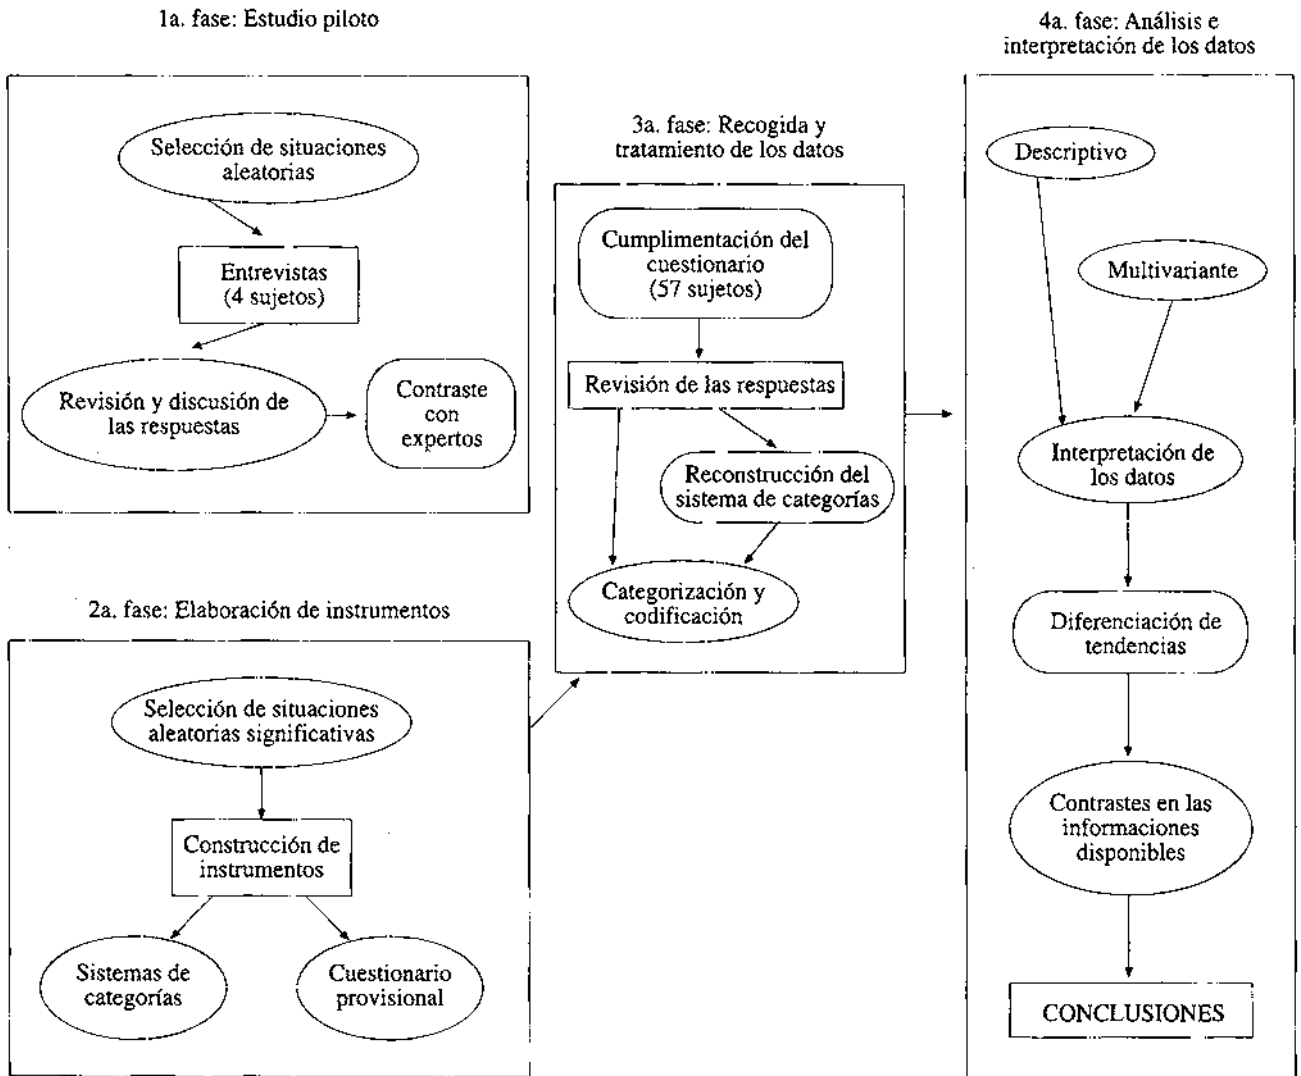 1a. fase: Estudio piloto
Selección de situaciones
aleatorias
Entrevistas
(4 sujetos)
Revisión y discusión de
las respuestas
Contraste
con
expertos
2a. fase: Elaboración de instrumentos
Selección de situaciones
aleatorias significativas
Construcción de
instrumentos
Sistemas de
categorías
Cuestionario
provisional
3a. fase: Recogida y
tratamiento de los datos
Cumplimentación del
cuestionario
(57 sujetos)
Revisión de las respuestas
Reconstrucción del
sistema de categorías
Categorización y
codificación
4a. fase: Análisis e
interpretación de los datos
Descriptivo
Multivariante
Interpretación de
los datos
Diferenciación de
tendencias
Contrastes en las
informaciones
disponibles
CONCLUSIONES